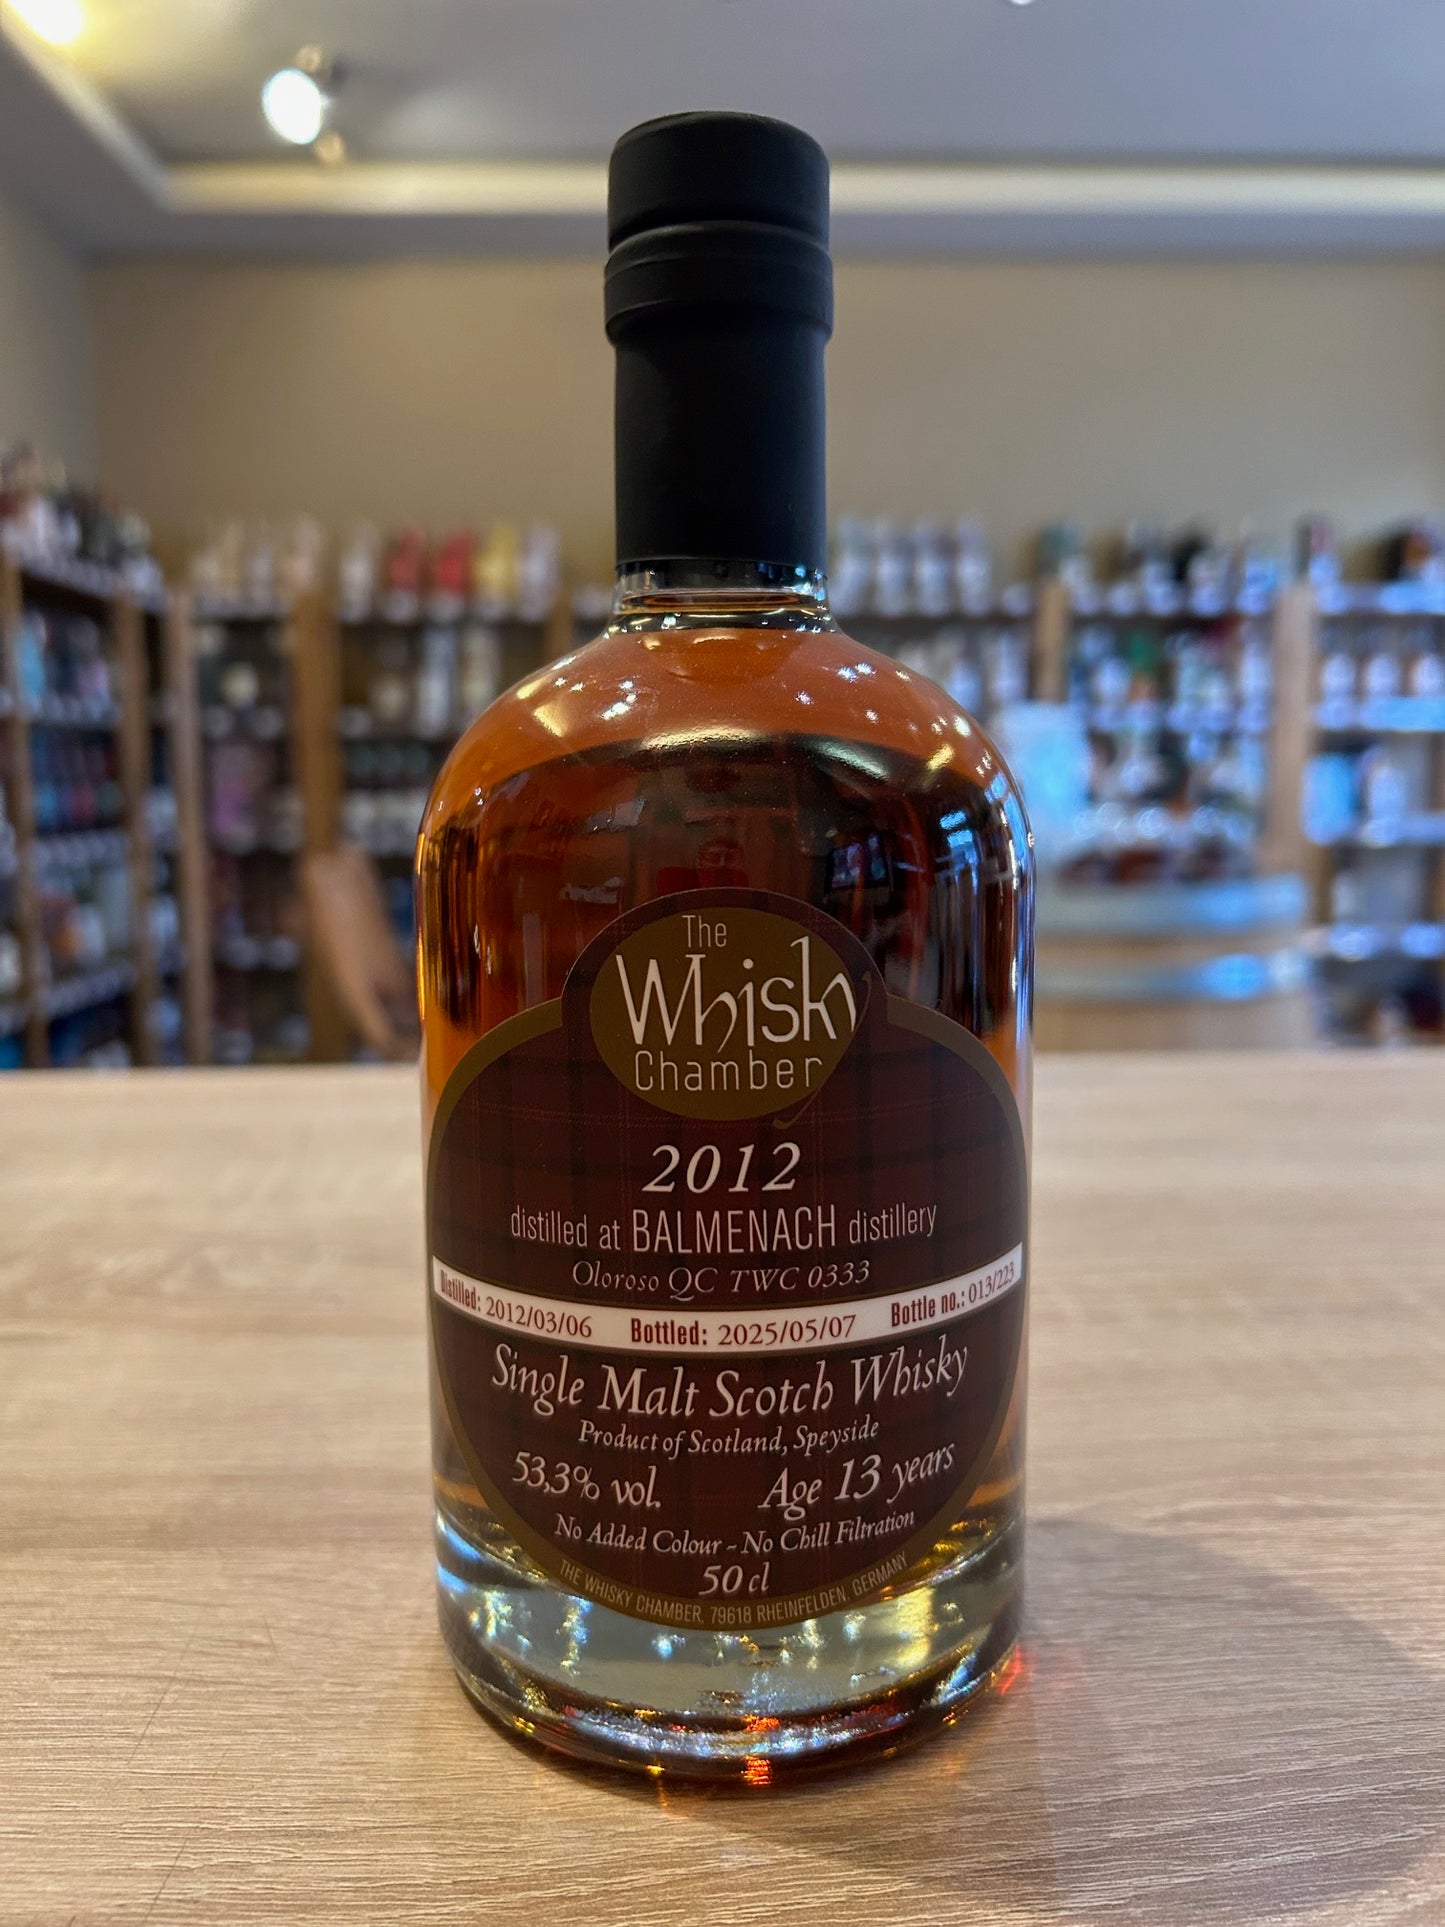 The
Whisky
Chamber
2012
distilled at BALMENACH distillery
Oloroso QC TWC 0333
Distilled: 2012/03/06 Bottled: 2025/05/07 Bottle no.: 013/223
Single Malt Scotch Whisky
Product of Scotland, Speyside
53,3% vol. Age 13 years
No Added Colour - No Chill Filtration
50 cl
THE WHISKY CHAMBER, 79618 RHEINFELDEN, GERMANY